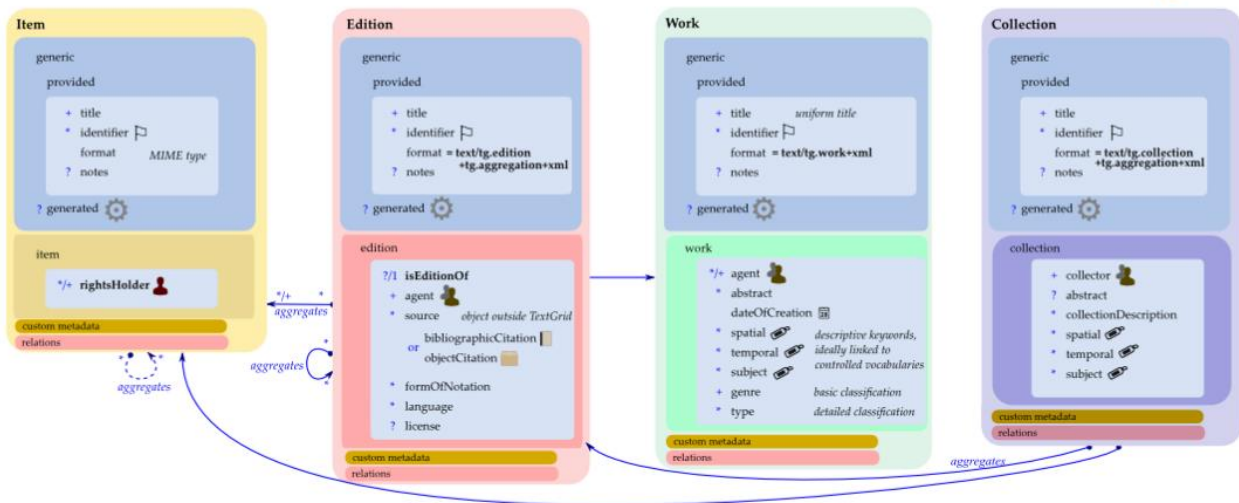 Item
generic
provided
+ title
* identifier
format MIME type
? notes
? generated
item
*/+ rightsHolder
custom metadata
relations
* *
aggregates
*/+ *
aggregates
Edition
generic
provided
+ title
* identifier
format = text/tg.edition
+tg.aggregation+xml
? notes
? generated
edition
?/1 isEditionOf
+ agent
* source object outside TextGrid
bibliographicCitation
or
objectCitation
* formOfNotation
* language
? license
custom metadata
relations
*
aggregates
*
Work
generic
provided
+ title uniform title
* identifier
format = text/tg.work+xml
? notes
? generated
work
*/+ agent
* abstract
dateOfCreation
* spatial descriptive keywords,
* temporal ideally linked to
* subject controlled vocabularies
+ genre basic classification
* type detailed classification
custom metadata
relations
Collection
generic
provided
+ title
* identifier
format = text/tg.collection
+tg.aggregation+xml
? notes
? generated
collection
+ collector
? abstract
* collectionDescription
* spatial
* temporal
* subject
custom metadata
relations
aggregates